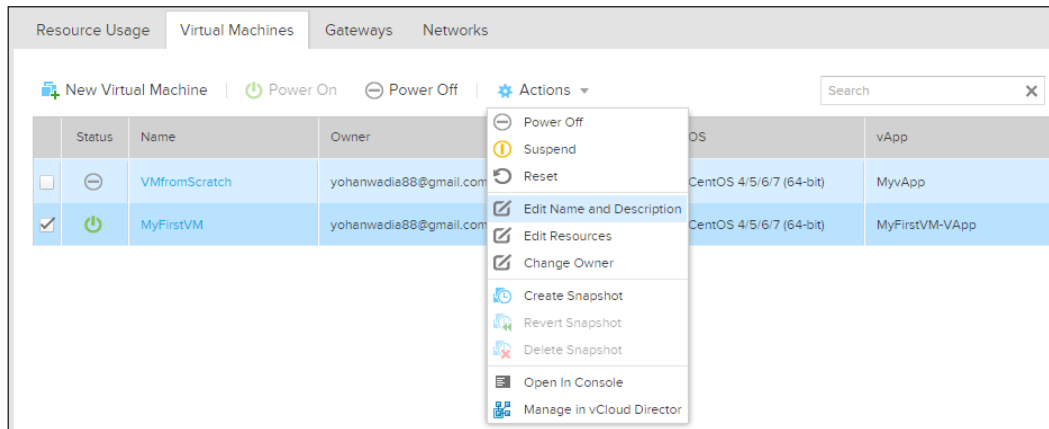 Resource Usage Virtual Machines Gateways Networks
New Virtual Machine Power On Power Off Actions Search
Status Name Owner OS vApp
VMfromScratch yohanwadia88@gmail.com CentOS 4/5/6/7 (64-bit) MyvApp
MyFirstVM yohanwadia88@gmail.com CentOS 4/5/6/7 (64-bit) MyFirstVM-VApp
Power Off
Suspend
Reset
Edit Name and Description
Edit Resources
Change Owner
Create Snapshot
Revert Snapshot
Delete Snapshot
Open In Console
Manage in vCloud Director